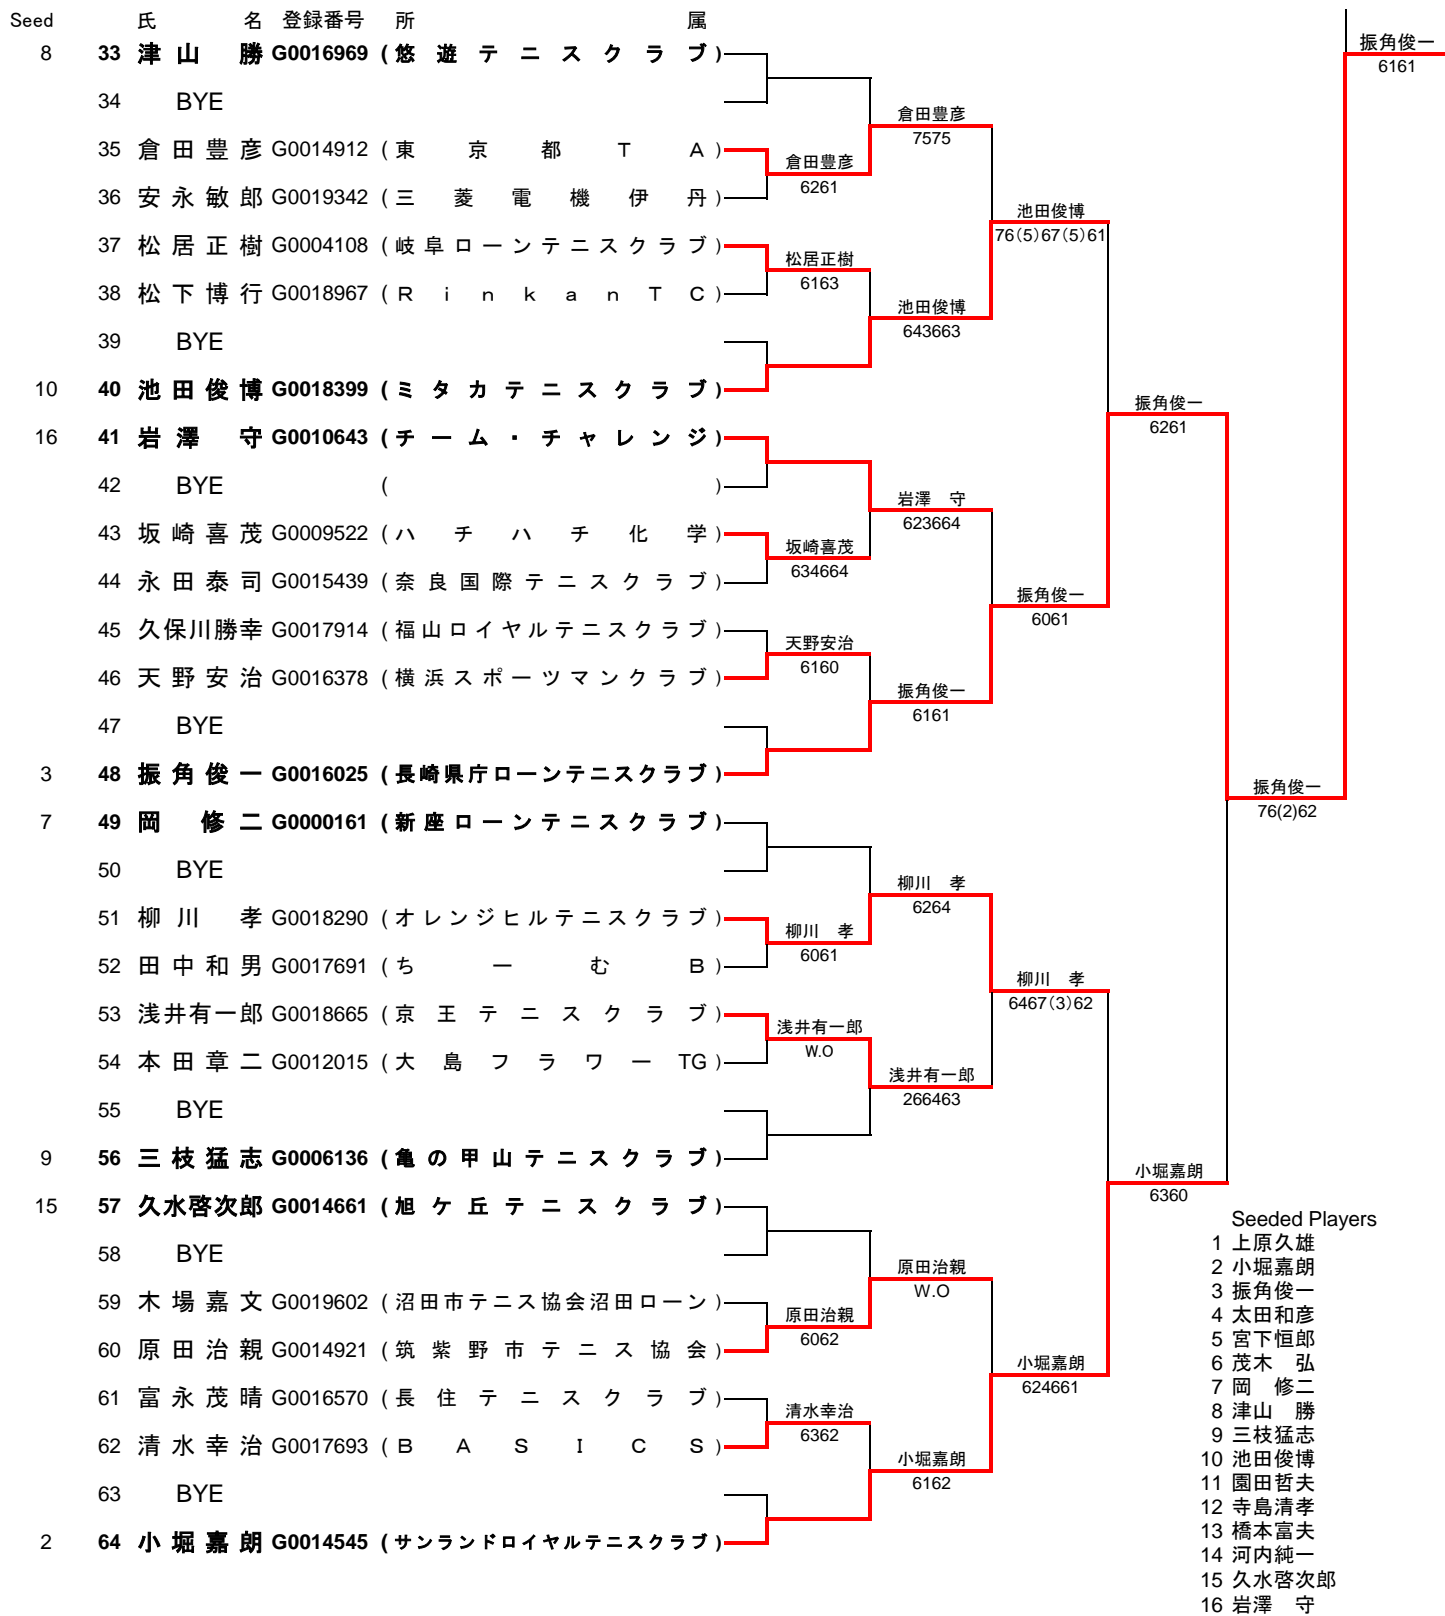 Seed 氏 名 登録番号 所 属
8 33 津山 勝 G0016969 (悠遊テニスクラブ)
34 BYE
35 倉田豊彦 G0014912 (東京都TA)
36 安永敏郎 G0019342 (三菱電機伊丹)
37 松居正樹 G0004108 (岐阜ローンテニスクラブ)
38 松下博行 G0018967 (RinkanTC)
39 BYE
10 40 池田俊博 G0018399 (ミタカテニスクラブ)
16 41 岩澤 守 G0010643 (チーム・チャレンジ)
42 BYE ( )
43 坂崎喜茂 G0009522 (ハチハチ化学)
44 永田泰司 G0015439 (奈良国際テニスクラブ)
45 久保川勝幸 G0017914 (福山ロイヤルテニスクラブ)
46 天野安治 G0016378 (横浜スポーツマンクラブ)
47 BYE
3 48 振角俊一 G0016025 (長崎県庁ローンテニスクラブ)
7 49 岡 修二 G0000161 (新座ローンテニスクラブ)
50 BYE
51 柳川 孝 G0018290 (オレンジヒルテニスクラブ)
52 田中和男 G0017691 (ちーむB)
53 浅井有一郎 G0018665 (京王テニスクラブ)
54 本田章二 G0012015 (大島フラワーTG)
55 BYE
9 56 三枝猛志 G0006136 (亀の甲山テニスクラブ)
15 57 久水啓次郎 G0014661 (旭ケ丘テニスクラブ)
58 BYE
59 木場嘉文 G0019602 (沼田市テニス協会沼田ローン)
60 原田治親 G0014921 (筑紫野市テニス協会)
61 富永茂晴 G0016570 (長住テニスクラブ)
62 清水幸治 G0017693 (BASICS)
63 BYE
2 64 小堀嘉朗 G0014545 (サンランドロイヤルテニスクラブ)
倉田豊彦
6261
松居正樹
6163
坂崎喜茂
634664
天野安治
6160
柳川 孝
6061
浅井有一郎
W.O
原田治親
6062
清水幸治
6362
倉田豊彦
7575
池田俊博
643663
岩澤 守
623664
振角俊一
6161
柳川 孝
6264
浅井有一郎
266463
原田治親
W.O
小堀嘉朗
6162
池田俊博
76(5)67(5)61
振角俊一
6061
柳川 孝
6467(3)62
小堀嘉朗
624661
振角俊一
6261
小堀嘉朗
6360
振角俊一
76(2)62
振角俊一
6161
Seeded Players
1 上原久雄
2 小堀嘉朗
3 振角俊一
4 太田和彦
5 宮下恒郎
6 茂木 弘
7 岡 修二
8 津山 勝
9 三枝猛志
10 池田俊博
11 園田哲夫
12 寺島清孝
13 橋本富夫
14 河内純一
15 久水啓次郎
16 岩澤 守